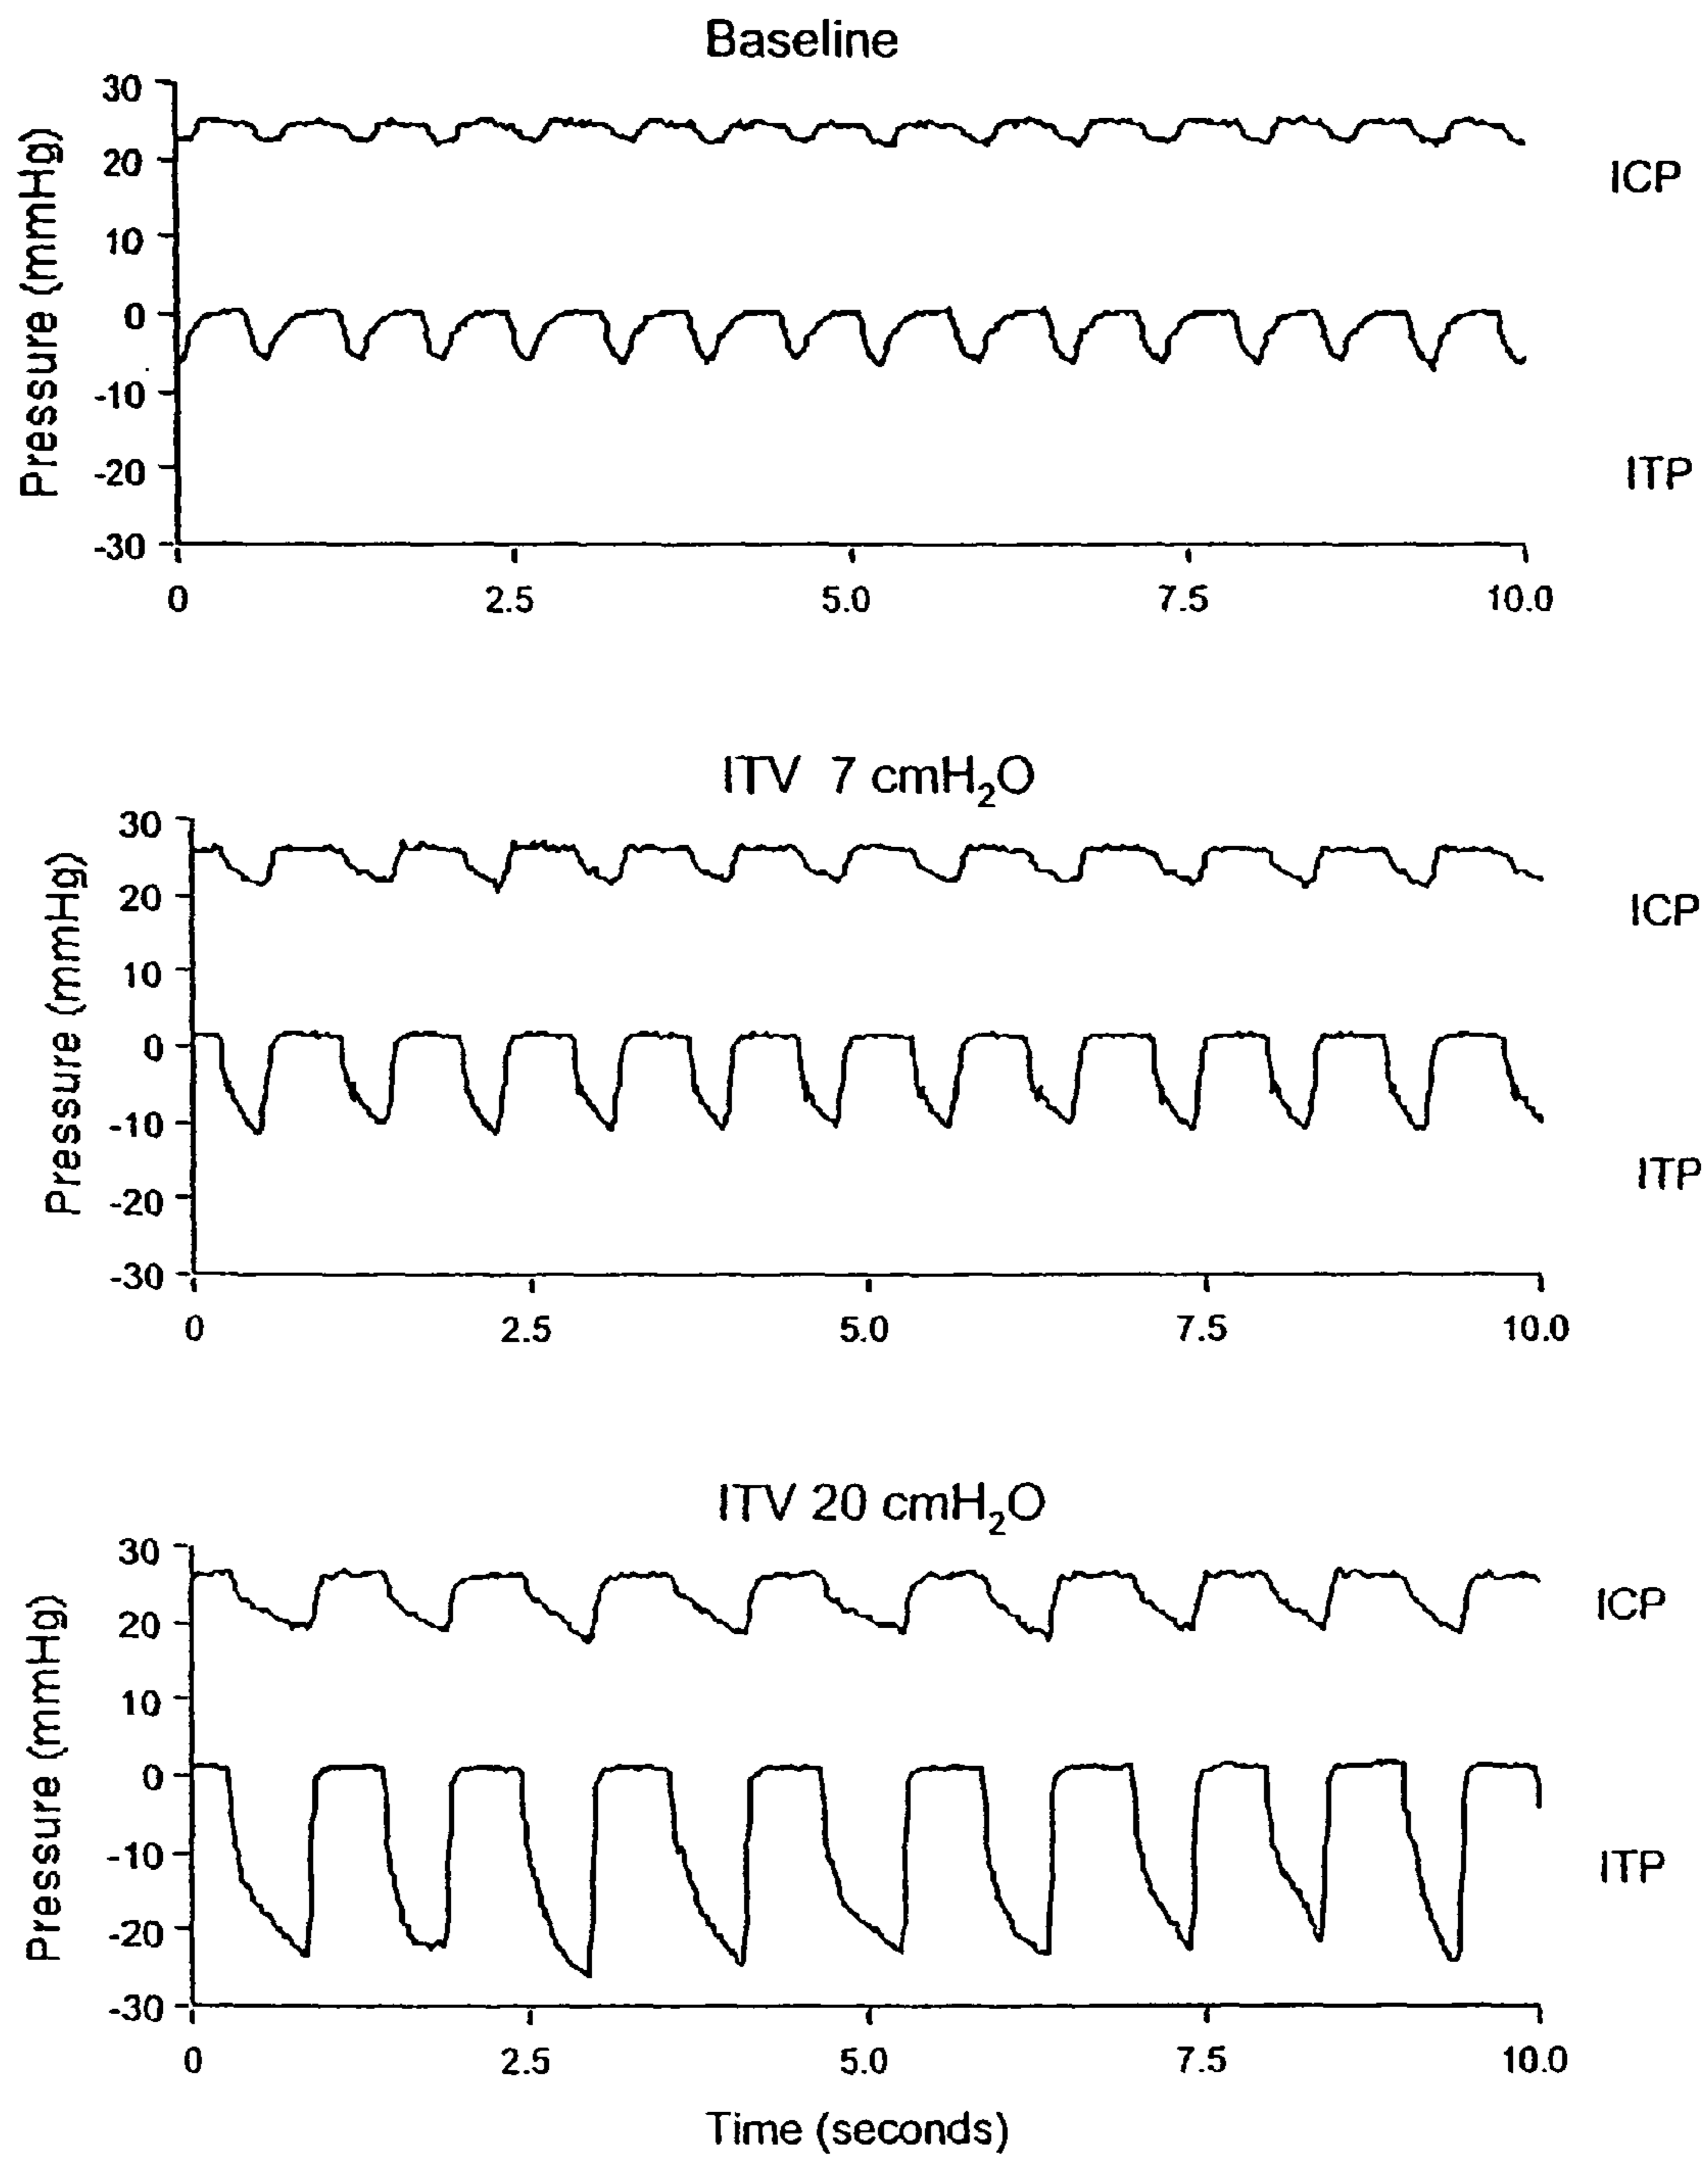 Baseline
Pressure (mmHg)
30
20
10
0
-10
-20
-30
ICP
ITP
0 2.5 5.0 7.5 10.0
ITV 7 cmH₂O
Pressure (mmHg)
30
20
10
0
-10
-20
-30
ICP
ITP
0 2.5 5.0 7.5 10.0
ITV 20 cmH₂O
Pressure (mmHg)
30
20
10
0
-10
-20
-30
ICP
ITP
0 2.5 5.0 7.5 10.0
Time (seconds)